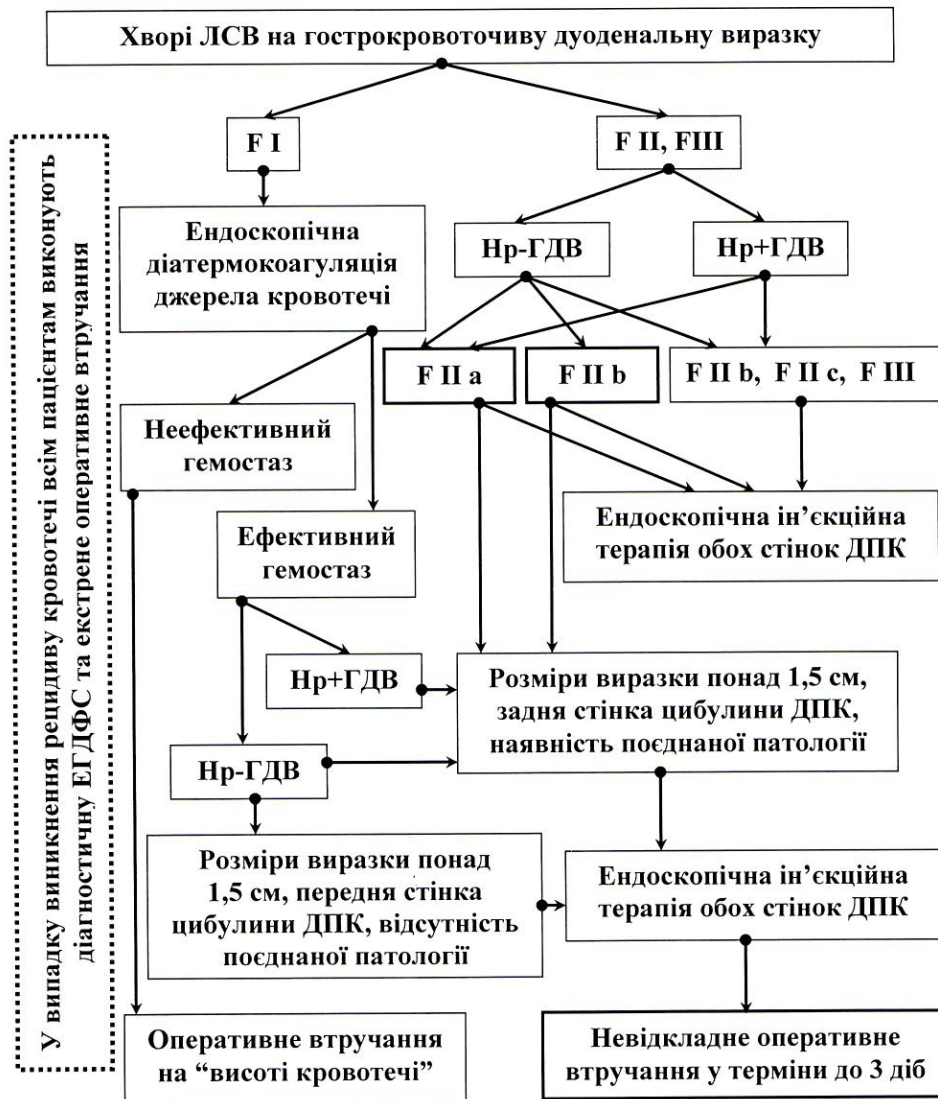 Хворі ЛСВ на гострокровоточиву дуоденальну виразку
F I
F II, FIII
Ендоскопічна
діатермокоагуляція
джерела кровотечі
Нр-ГДВ
Нр+ГДВ
F II a
F II b
F II b, F II c, F III
Неефективний
гемостаз
Ендоскопічна ін’єкційна
терапія обох стінок ДПК
Ефективний
гемостаз
Нр+ГДВ
Розміри виразки понад 1,5 см,
задня стінка цибулини ДПК,
наявність поєднаної патології
Нр-ГДВ
Розміри виразки понад
1,5 см, передня стінка
цибулини ДПК, відсутність
поєднаної патології
Ендоскопічна ін’єкційна
терапія обох стінок ДПК
Оперативне втручання
на “висоті кровотечі”
Невідкладне оперативне
втручання у терміни до 3 діб
У випадку виникнення рецидиву кровотечі всім пацієнтам виконують
діагностичну ЕГДФС та екстрене оперативне втручання